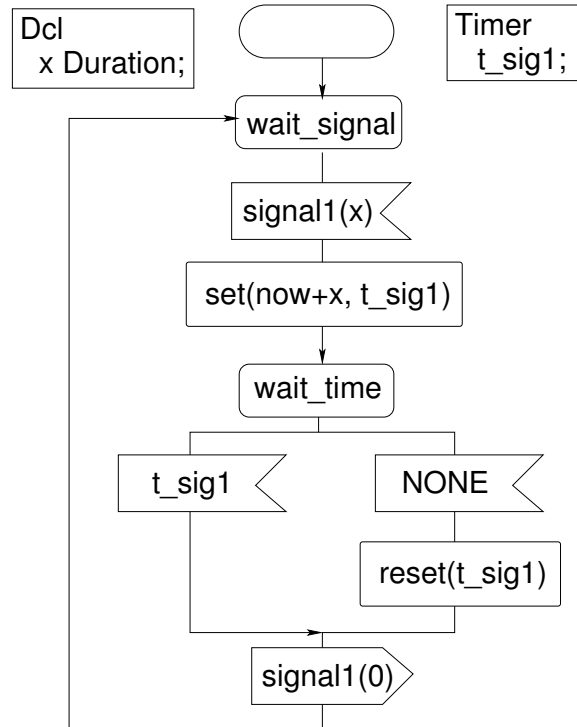 Dcl
x Duration;
Timer
t_sig1;
wait_signal
signal1(x)
set(now+x, t_sig1)
wait_time
t_sig1
NONE
reset(t_sig1)
signal1(0)